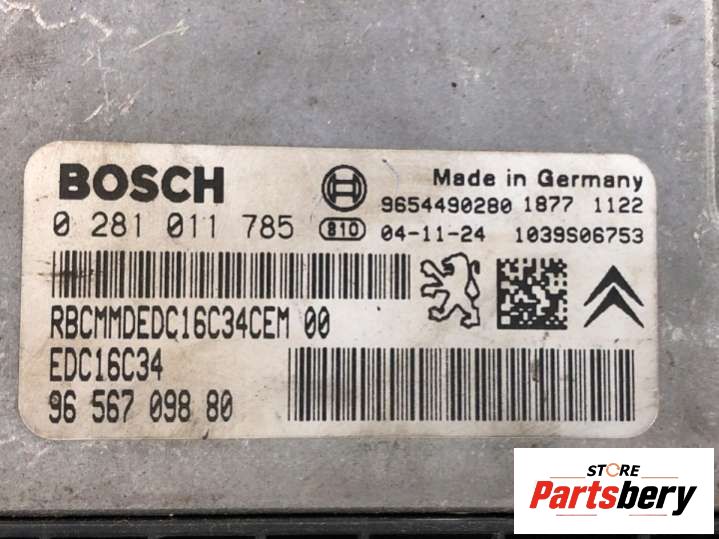 BOSCH
Made in Germany
9654490280 1877 1122
0 281 011 785 810 04-11-24 1039S06753
RBCMMDEDC16C34CEM 00
EDC16C34
96 567 098 80
STORE
Partsbery